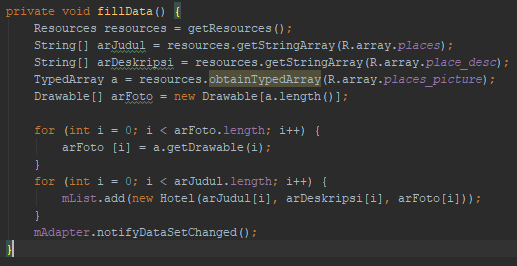 private void fillData() {
Resources resources = getResources();
String[] arJudul = resources.getStringArray(R.array.places);
String[] arDeskripsi = resources.getStringArray(R.array.place_desc);
TypedArray a = resources.obtainTypedArray(R.array.places_picture);
Drawable[] arFoto = new Drawable[a.length()];
for (int i = 0; i < arFoto.length; i++) {
arFoto [i] = a.getDrawable(i);
}
for (int i = 0; i < arJudul.length; i++) {
mList.add(new Hotel(arJudul[i], arDeskripsi[i], arFoto[i]));
}
mAdapter.notifyDataSetChanged();
}